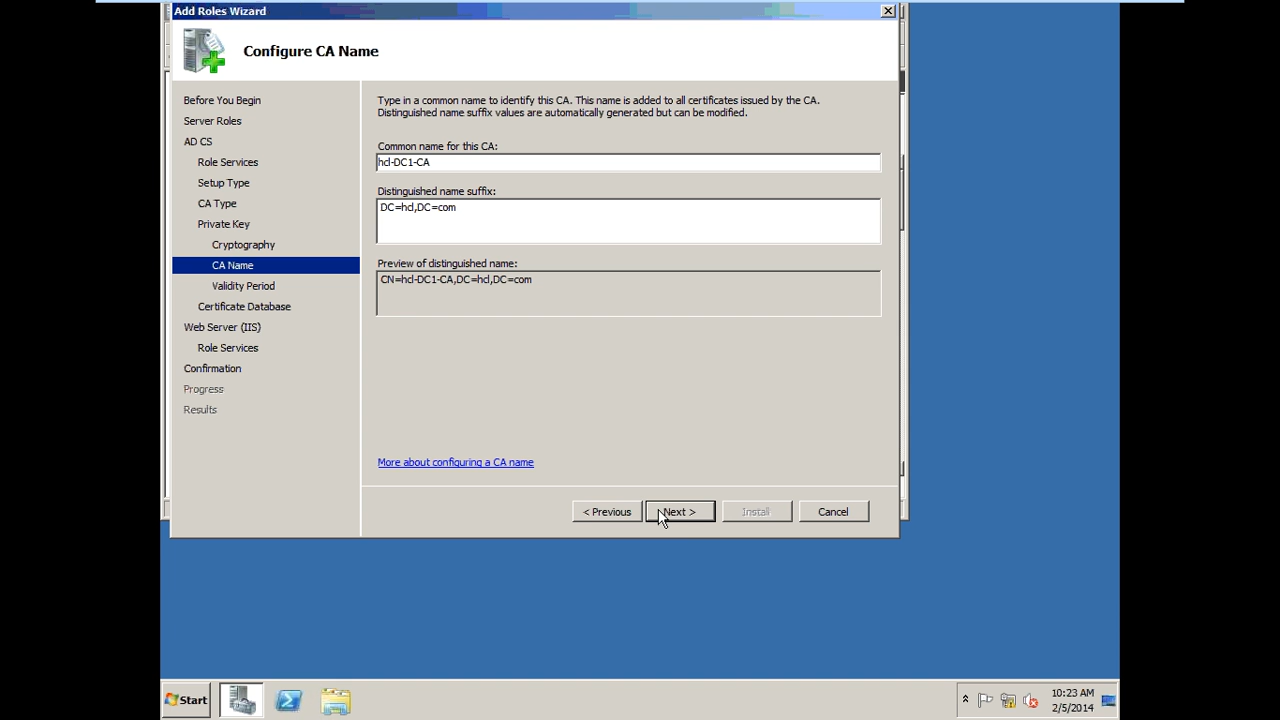 Add Roles Wizard
Configure CA Name
Before You Begin
Server Roles
AD CS
Role Services
Setup Type
CA Type
Private Key
Cryptography
CA Name
Validity Period
Certificate Database
Web Server (IIS)
Role Services
Confirmation
Progress
Results
Type in a common name to identify this CA. This name is added to all certificates issued by the CA.
Distinguished name suffix values are automatically generated but can be modified.
Common name for this CA:
hcl-DC1-CA
Distinguished name suffix:
DC=hcl,DC=com
Preview of distinguished name:
CN=hcl-DC1-CA,DC=hcl,DC=com
More about configuring a CA name
< Previous
Next >
Install
Cancel
Start
10:23 AM
2/5/2014